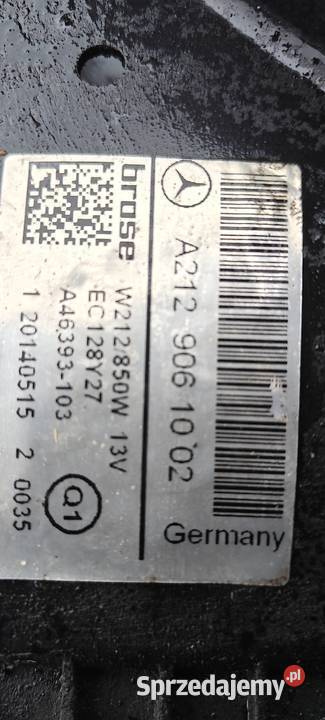 A212 906 10 02
Germany
brose
W212 850W 13V
EC128Y27
A46393-103
1 20140515 2 0035
Q1
Sprzedajemy.pl